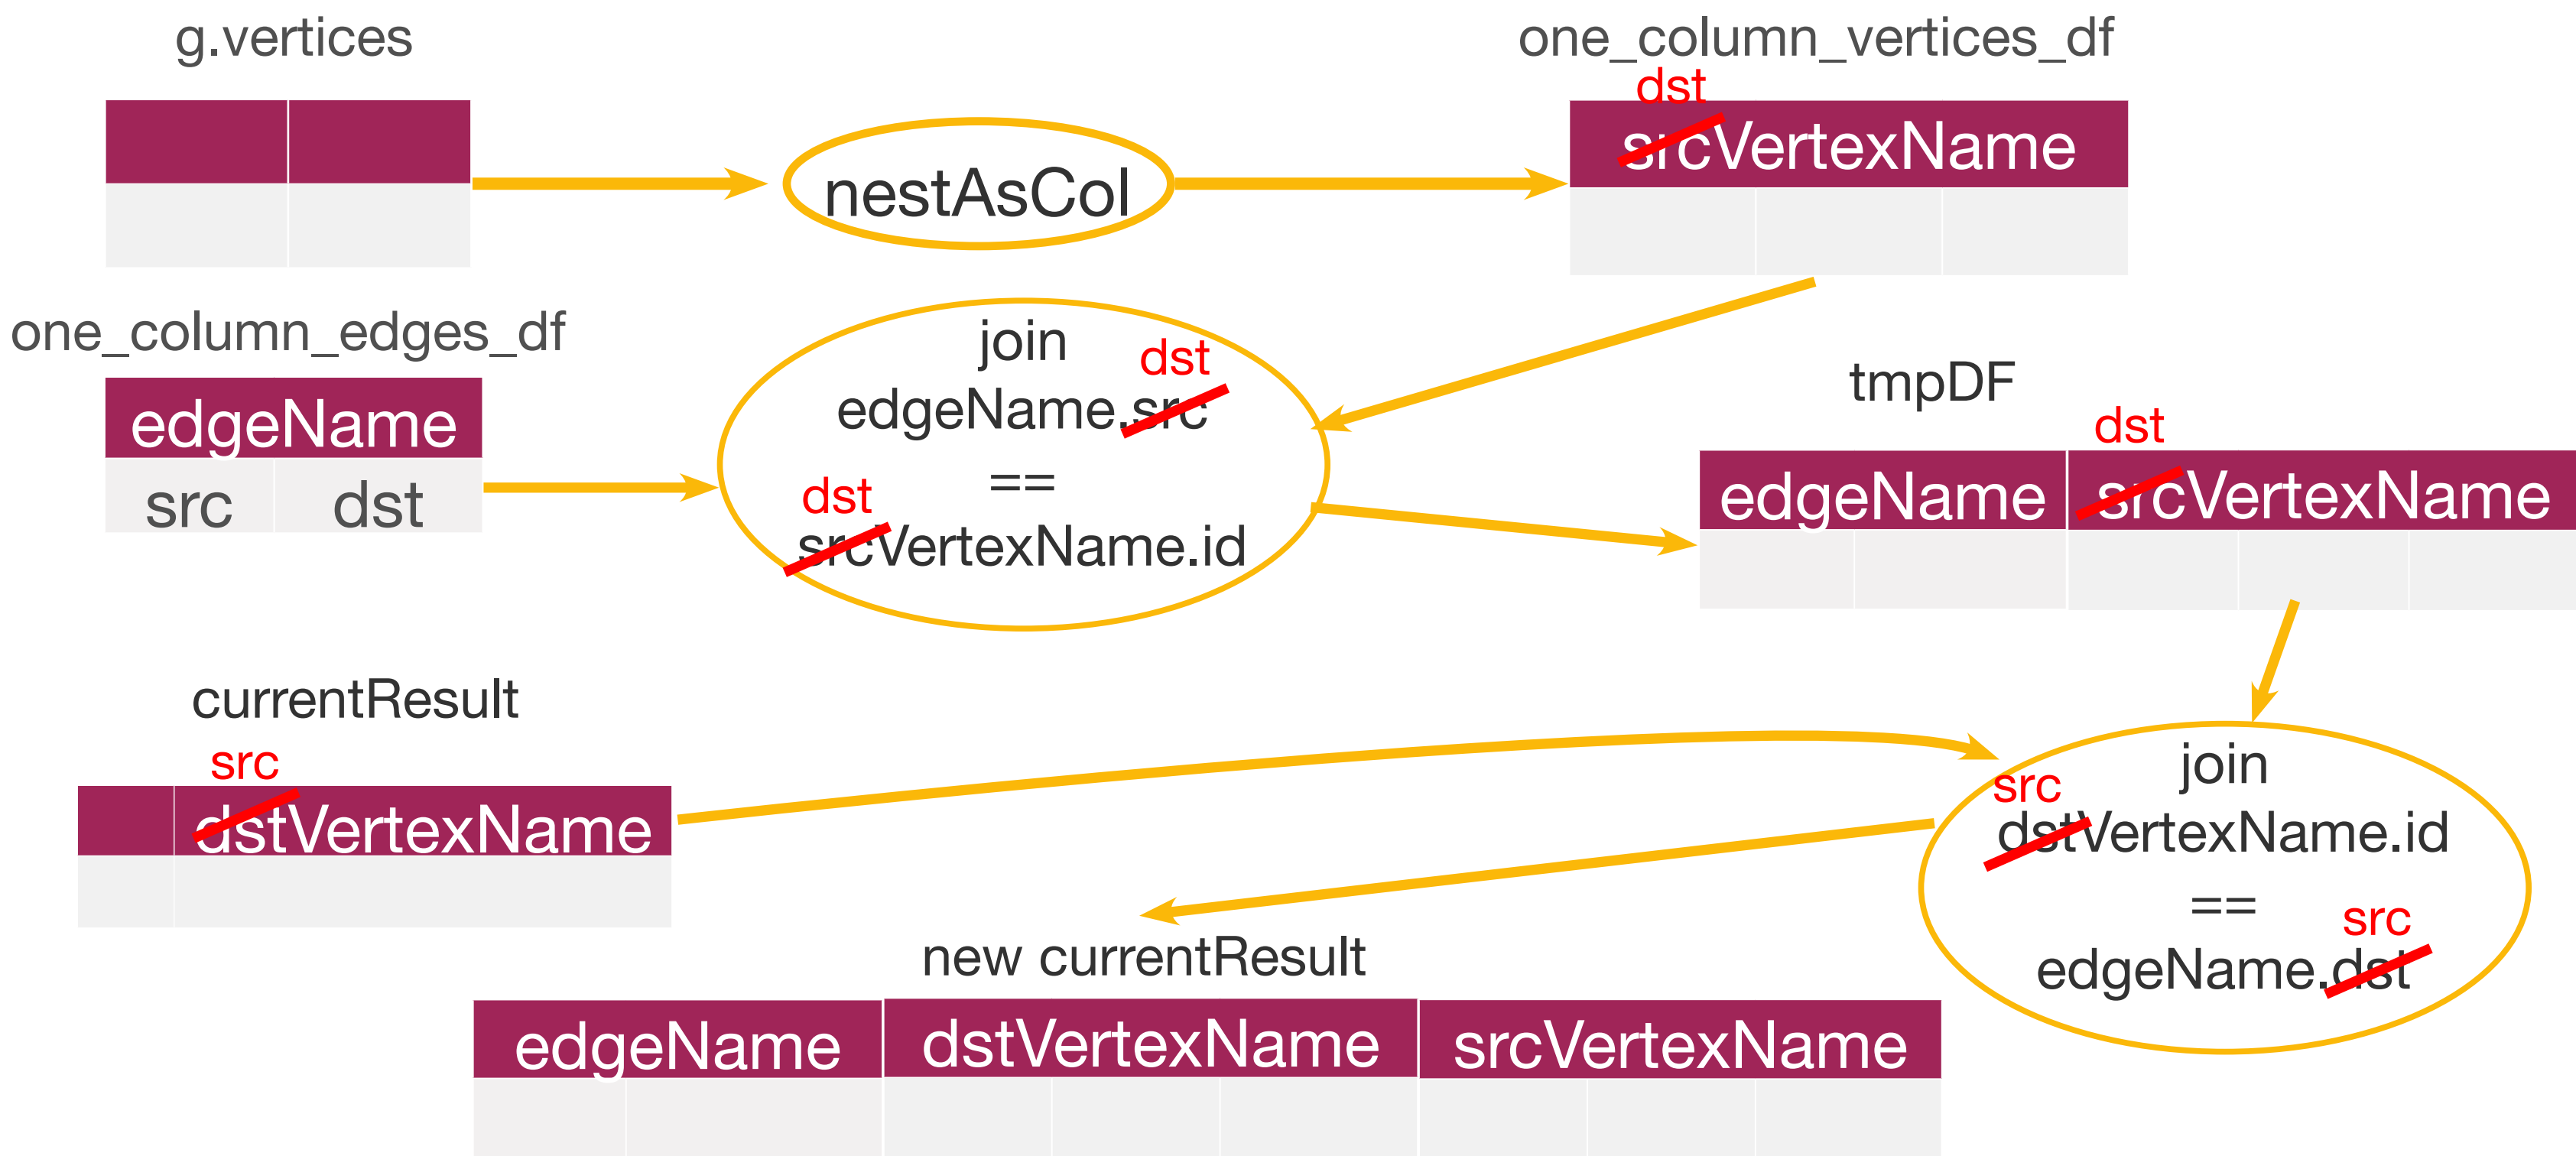 g.vertices
one_column_vertices_df
dst
srcVertexName
nestAsCol
one_column_edges_df
edgeName
src dst
join
dst
edgeName.src
==
dst
srcVertexName.id
tmpDF
dst
edgeName srcVertexName
currentResult
src
dstVertexName
join
src
dstVertexName.id
==
src
edgeName.dst
new currentResult
edgeName dstVertexName srcVertexName